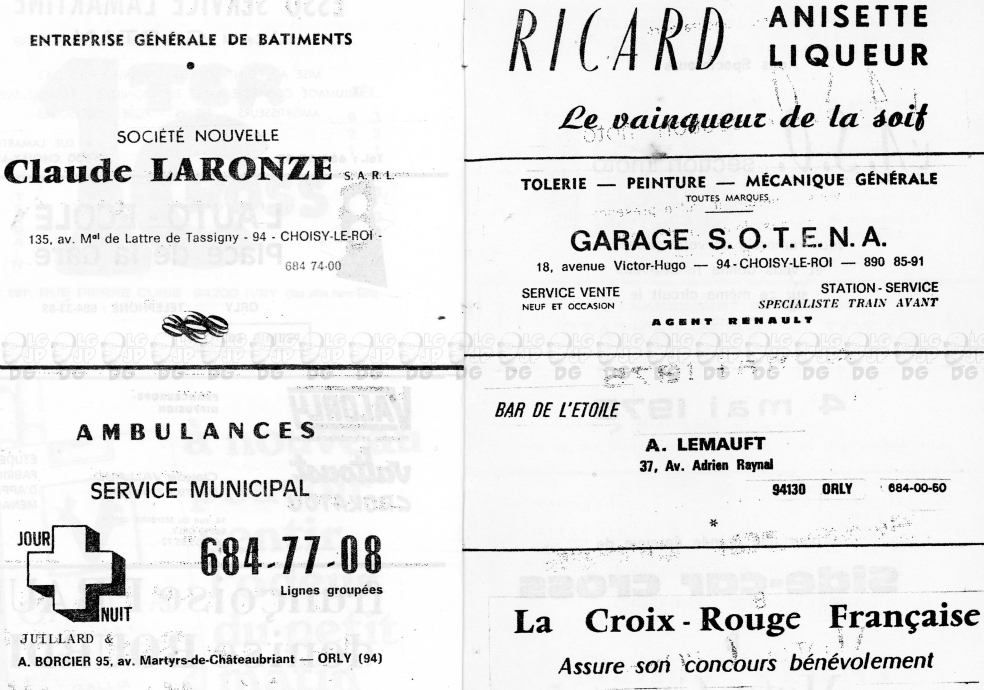 ENTREPRISE GÉNÉRALE DE BATIMENTS
SOCIÉTÉ NOUVELLE
Claude LARONZE S.A.R.L.
135, av. Mal de Lattre de Tassigny - 94 - CHOISY-LE-ROI -
684 74-00
AMBULANCES
SERVICE MUNICIPAL
JOUR
NUIT
684-77-08
Lignes groupées
JUILLARD &
A. BORCIER 95, av. Martyrs-de-Châteaubriant — ORLY (94)
RICARD ANISETTE
LIQUEUR
Le vainqueur de la soif
TOLERIE — PEINTURE — MÉCANIQUE GÉNÉRALE
TOUTES MARQUES
GARAGE S.O.T.E.N.A.
18, avenue Victor-Hugo — 94-CHOISY-LE-ROI — 890 85-91
SERVICE VENTE
NEUF ET OCCASION
STATION-SERVICE
SPECIALISTE TRAIN AVANT
AGENT RENAULT
BAR DE L'ETOILE
A. LEMAUFT
37, Av. Adrien Raynal
94130 ORLY 684-00-50
*
La Croix-Rouge Française
Assure son concours bénévolement